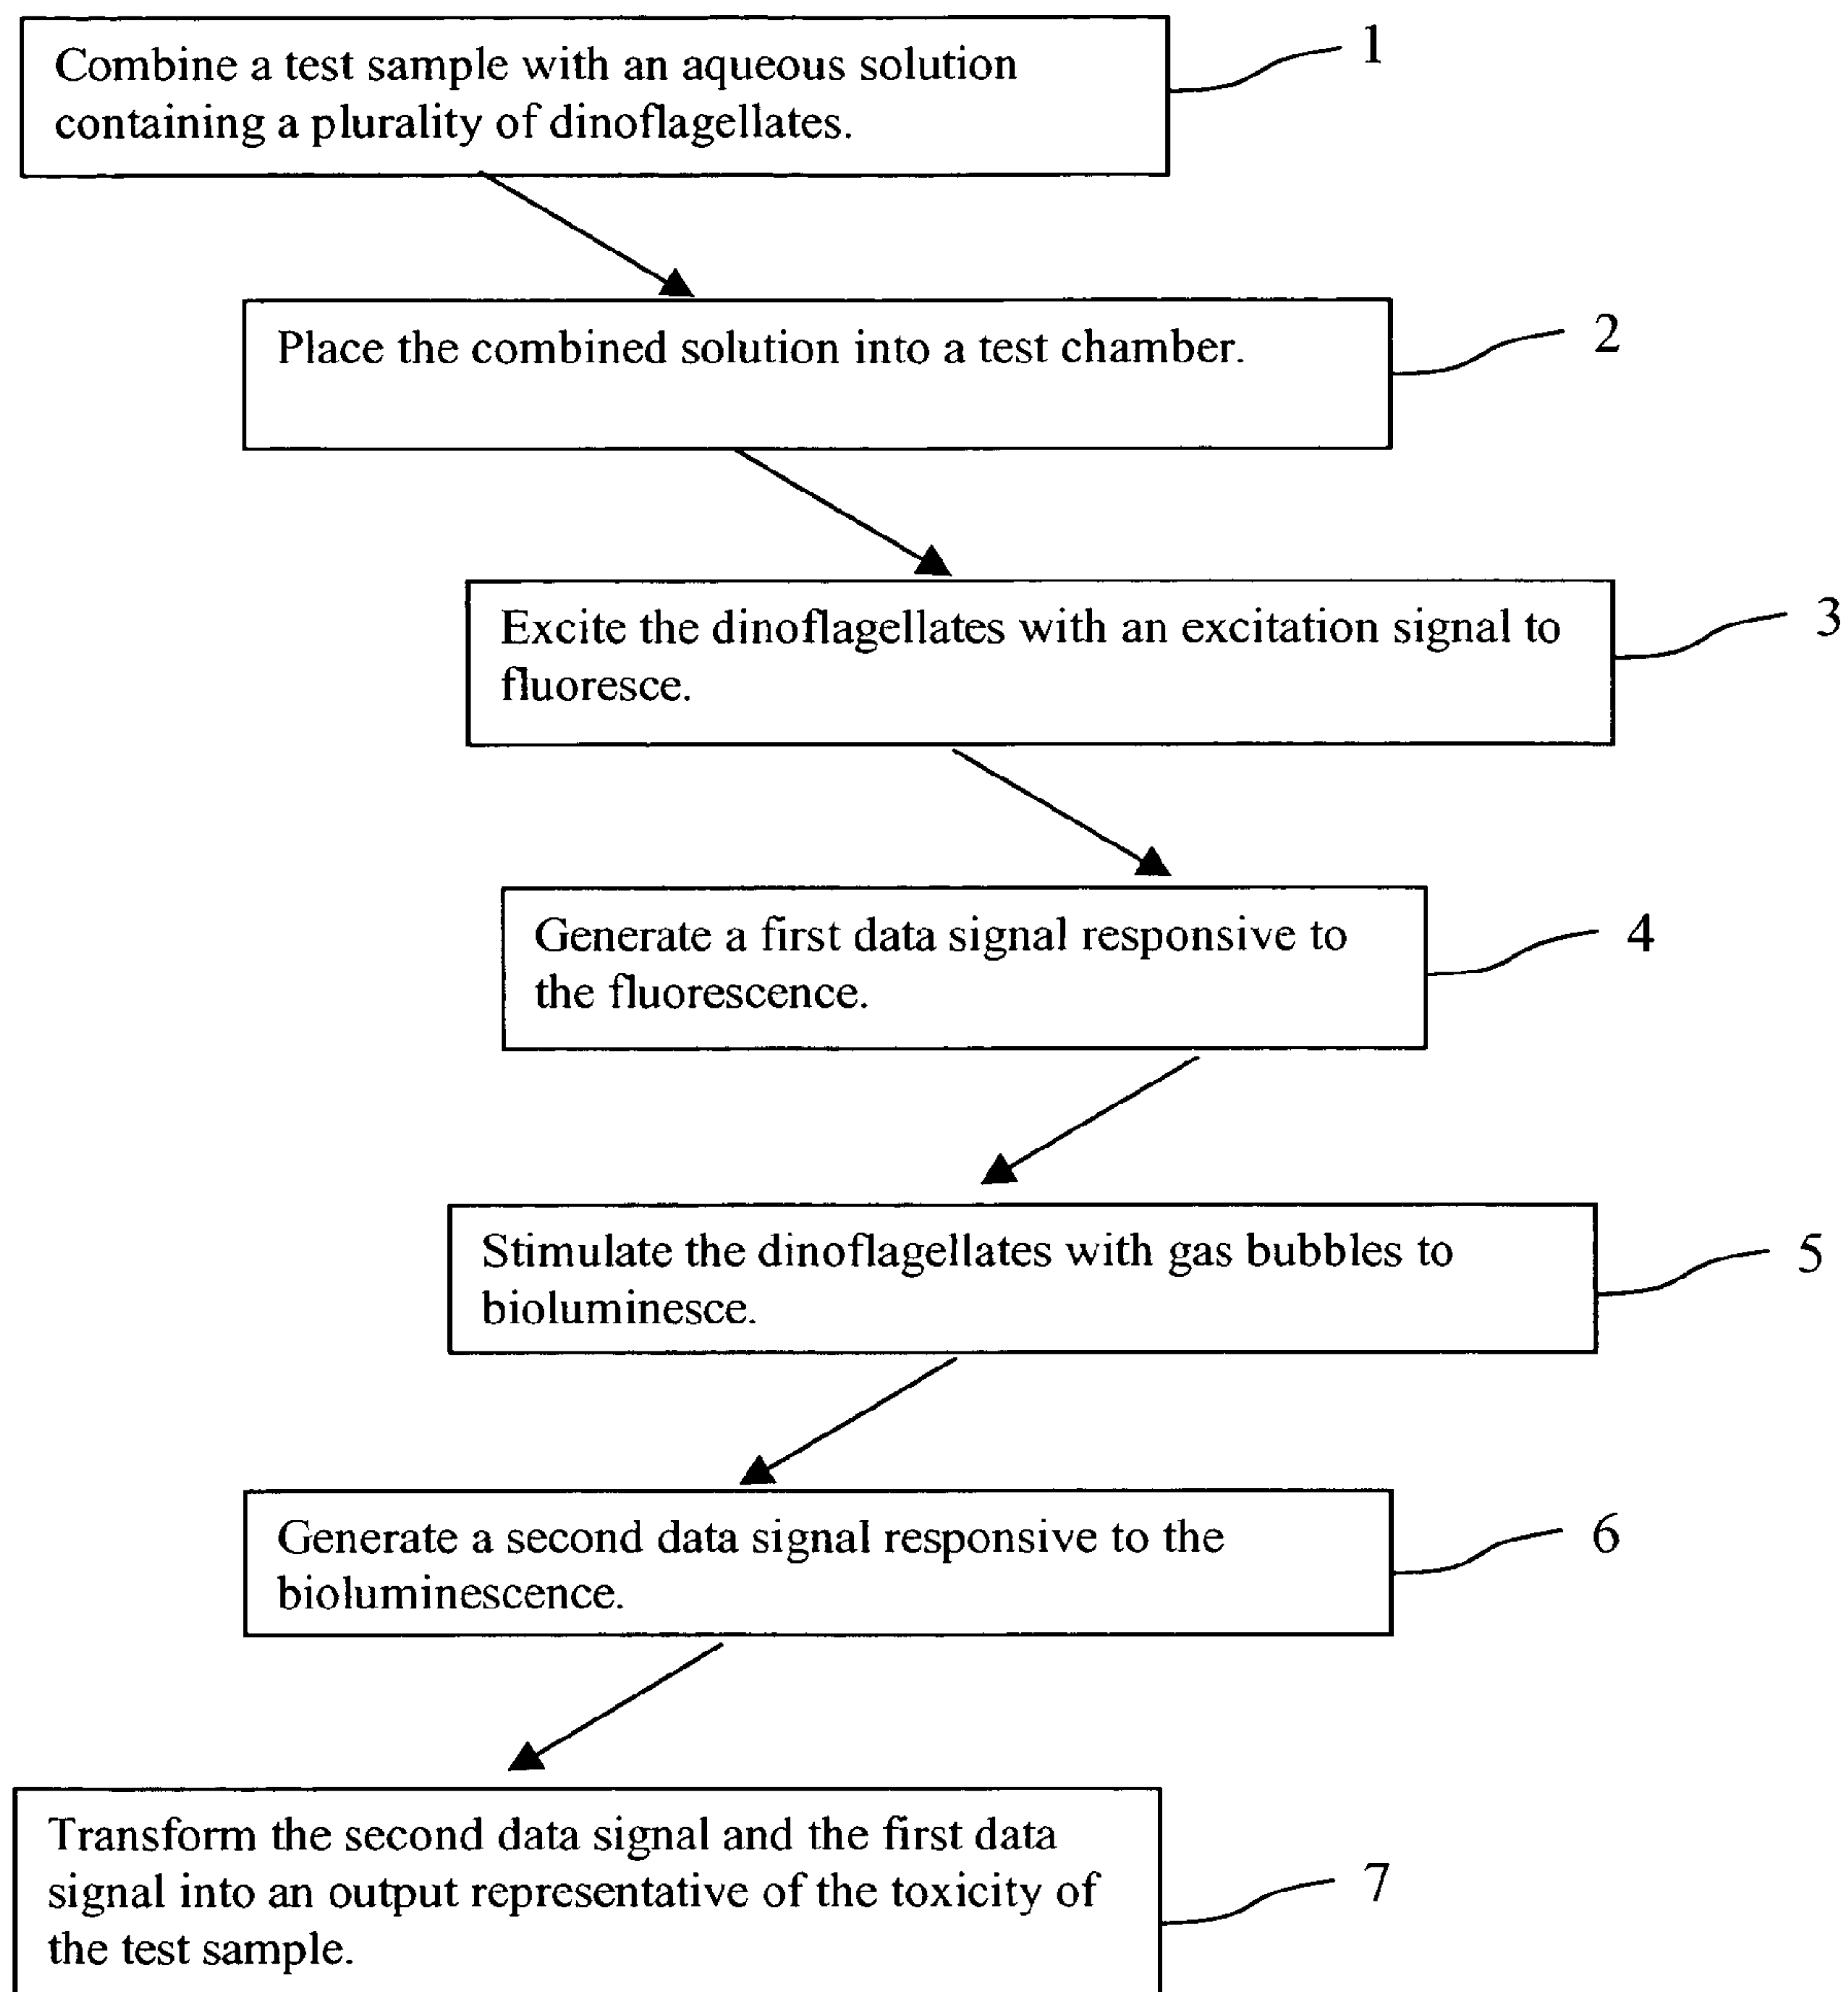 Combine a test sample with an aqueous solution
containing a plurality of dinoflagellates.
1
Place the combined solution into a test chamber.
2
Excite the dinoflagellates with an excitation signal to
fluoresce.
3
Generate a first data signal responsive to
the fluorescence.
4
Stimulate the dinoflagellates with gas bubbles to
bioluminesce.
5
Generate a second data signal responsive to the
bioluminescence.
6
Transform the second data signal and the first data
signal into an output representative of the toxicity of
the test sample.
7